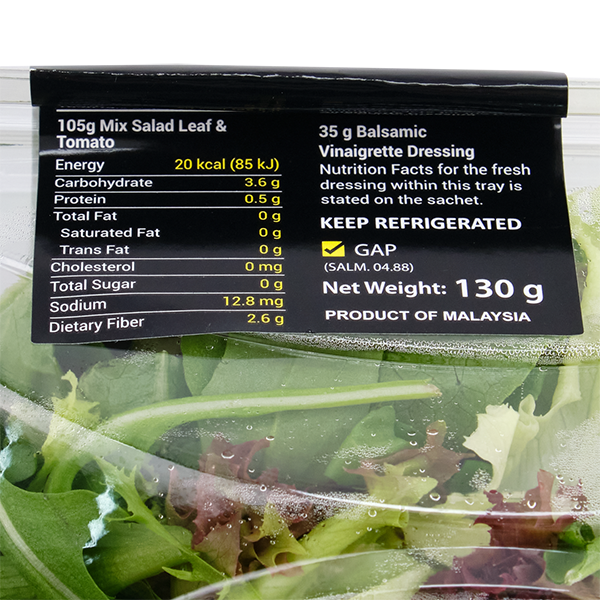 105g Mix Salad Leaf &
Tomato
Energy 20 kcal (85 kJ)
Carbohydrate 3.6 g
Protein 0.5 g
Total Fat 0 g
Saturated Fat 0 g
Trans Fat 0 g
Cholesterol 0 mg
Total Sugar 0 g
Sodium 12.8 mg
Dietary Fiber 2.6 g
35 g Balsamic
Vinaigrette Dressing
Nutrition Facts for the fresh
dressing within this tray is
stated on the sachet.
KEEP REFRIGERATED
GAP
(SALM. 04.88)
Net Weight: 130 g
PRODUCT OF MALAYSIA